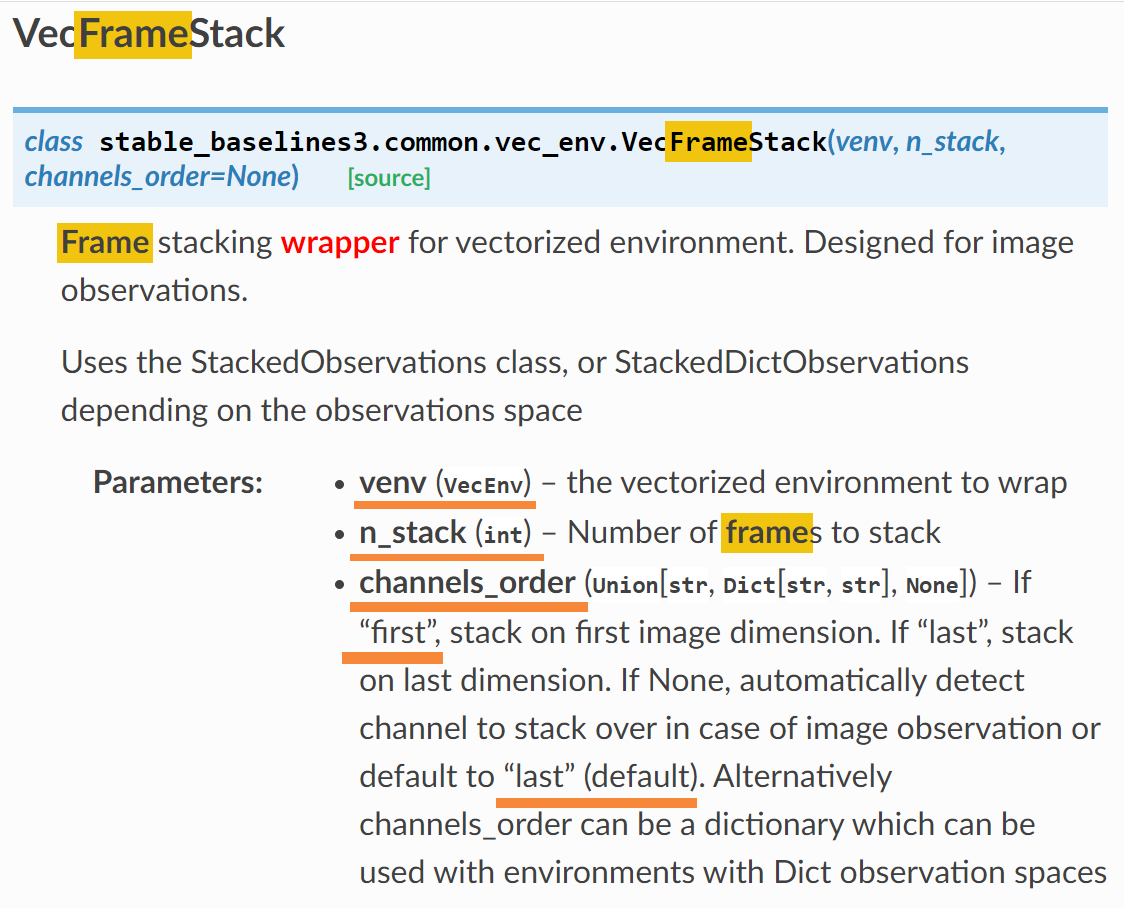 VecFrameStack
class stable_baselines3.common.vec_env.VecFrameStack(venv, n_stack,
channels_order=None) [source]
Frame stacking wrapper for vectorized environment. Designed for image
observations.
Uses the StackedObservations class, or StackedDictObservations
depending on the observations space
Parameters:
• venv (VecEnv) – the vectorized environment to wrap
• n_stack (int) – Number of frames to stack
• channels_order (Union[str, Dict[str, str], None]) – If
“first”, stack on first image dimension. If “last”, stack
on last dimension. If None, automatically detect
channel to stack over in case of image observation or
default to “last” (default). Alternatively
channels_order can be a dictionary which can be
used with environments with Dict observation spaces